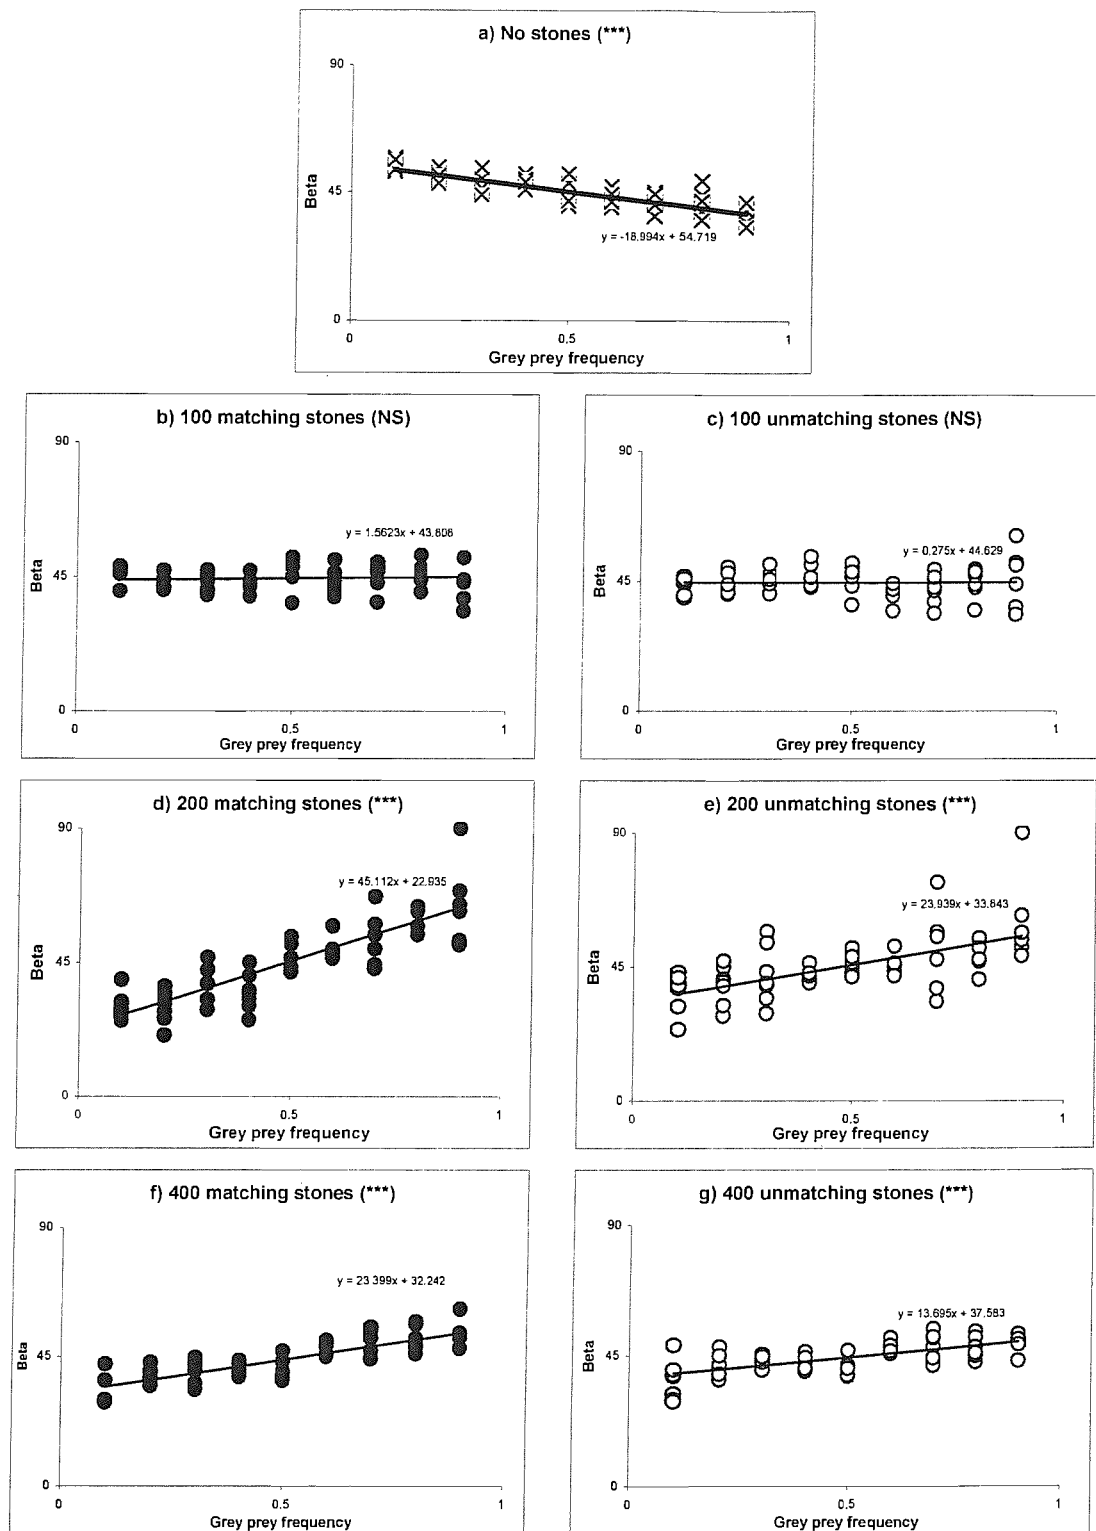 a) No stones (***)
90
Beta
45
y = -18.994x + 54.719
0
0
0.5
1
Grey prey frequency
b) 100 matching stones (NS)
90
y = 1.5623x + 43.808
Beta
45
0
0
0.5
1
Grey prey frequency
c) 100 unmatching stones (NS)
90
y = 0.275x + 44.629
Beta
45
0
0
0.5
1
Grey prey frequency
d) 200 matching stones (***)
90
y = 45.112x + 22.935
Beta
45
0
0
0.5
1
Grey prey frequency
e) 200 unmatching stones (***)
90
y = 23.939x + 33.843
Beta
45
0
0
0.5
1
Grey prey frequency
f) 400 matching stones (***)
90
y = 23.399x + 32.242
Beta
45
0
0
0.5
1
Grey prey frequency
g) 400 unmatching stones (***)
90
y = 13.695x + 37.583
Beta
45
0
0
0.5
1
Grey prey frequency